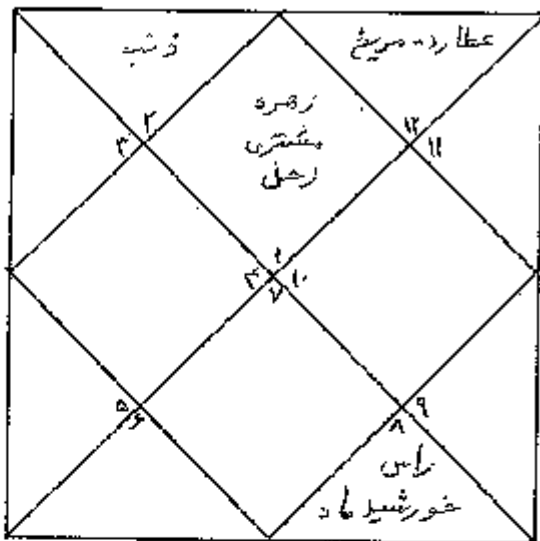 ذنب
عطارد مریخ
زهره
مشتری
زحل
۲
۳
۱۲
۱۱
۱
۴
۱۰
۷
۵
۶
۹
۸
راس
خورشید ماه